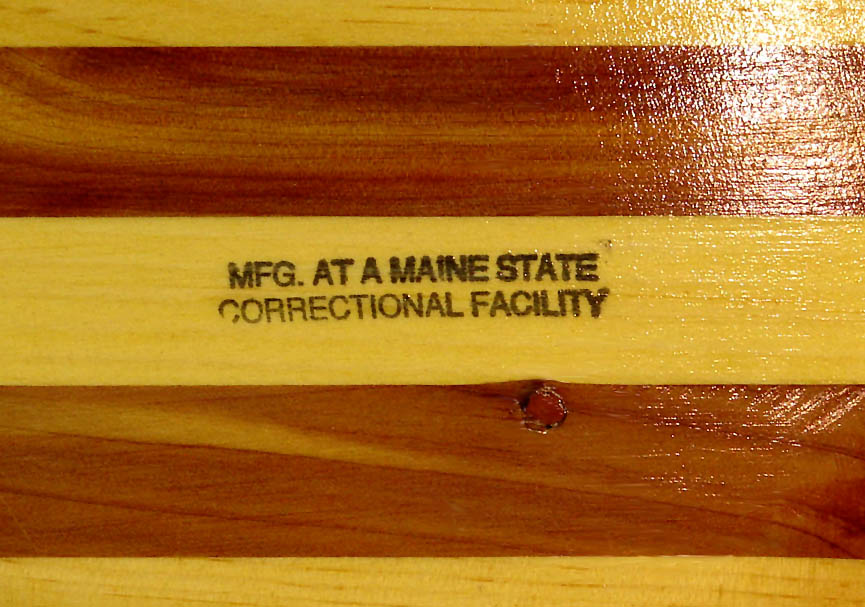 MFG. AT A MAINE STATE
CORRECTIONAL FACILITY